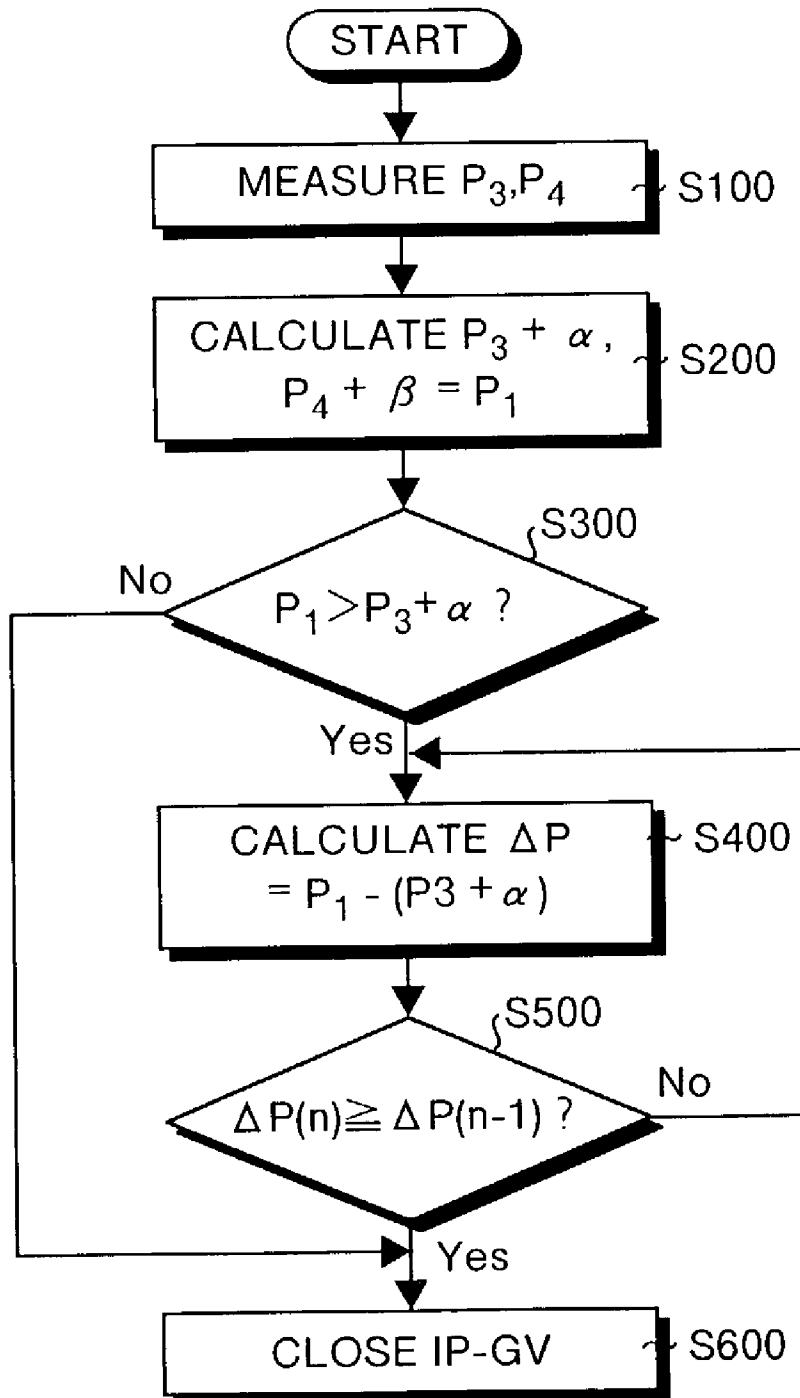 START
MEASURE P₃,P₄
S100
CALCULATE P₃ + α ,
P₄ + β = P₁
S200
S300
No
P₁>P₃+α ?
Yes
CALCULATE ΔP
= P₁ - (P3 + α)
S400
S500
No
ΔP(n)≧ΔP(n-1) ?
Yes
CLOSE IP-GV
S600